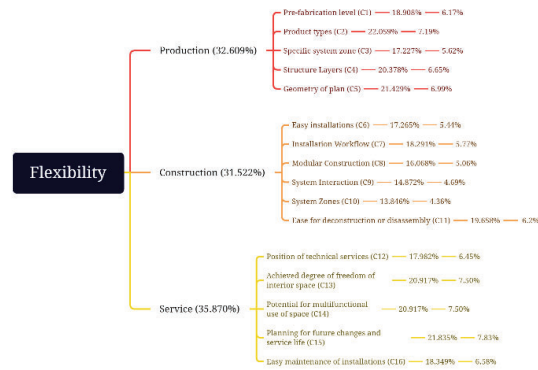 Flexibility
Production (32.609%)
Pre-fabrication level (C1) 18.908% 6.17%
Product types (C2) 22.059% 7.19%
Specific system zone (C3) 17.227% 5.62%
Structure Layers (C4) 20.378% 6.65%
Geometry of plan (C5) 21.429% 6.99%
Construction (31.522%)
Easy installations (C6) 17.265% 5.44%
Installation Workflow (C7) 18.291% 5.77%
Modular Construction (C8) 16.068% 5.06%
System Interaction (C9) 14.872% 4.69%
System Zones (C10) 13.846% 4.36%
Ease for deconstruction or disassembly (C11) 19.658% 6.2%
Service (35.870%)
Position of technical services (C12) 17.982% 6.45%
Achieved degree of freedom of
interior space (C13) 20.917% 7.50%
Potential for multifunctional
use of space (C14) 20.917% 7.50%
Planning for future changes and
service life (C15) 21.835% 7.83%
Easy maintenance of installations (C16) 18.349% 6.58%